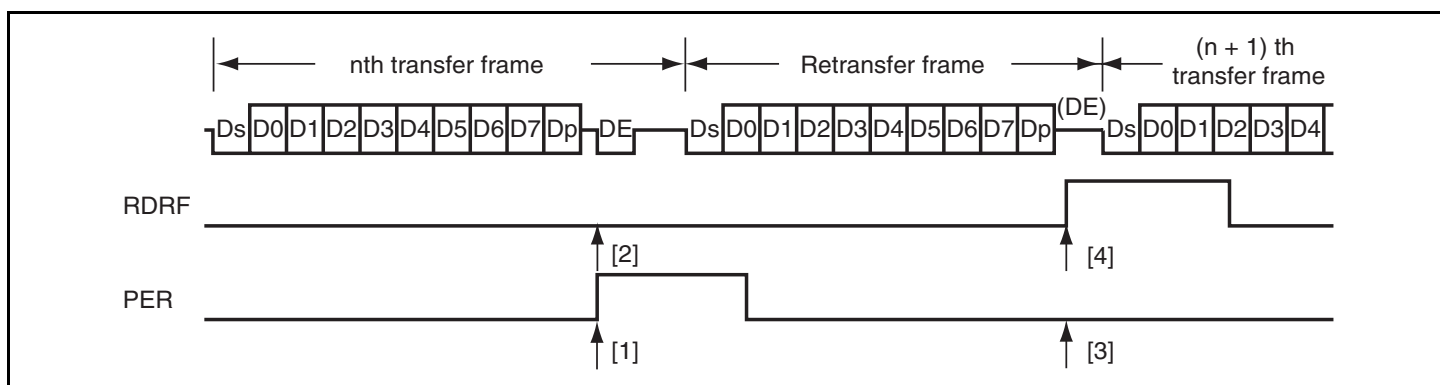 nth transfer frame
Retransfer frame
(n + 1) th
transfer frame
Ds D0 D1 D2 D3 D4 D5 D6 D7 Dp DE Ds D0 D1 D2 D3 D4 D5 D6 D7 Dp (DE) Ds D0 D1 D2 D3 D4
RDRF
[2] [4]
PER
[1] [3]